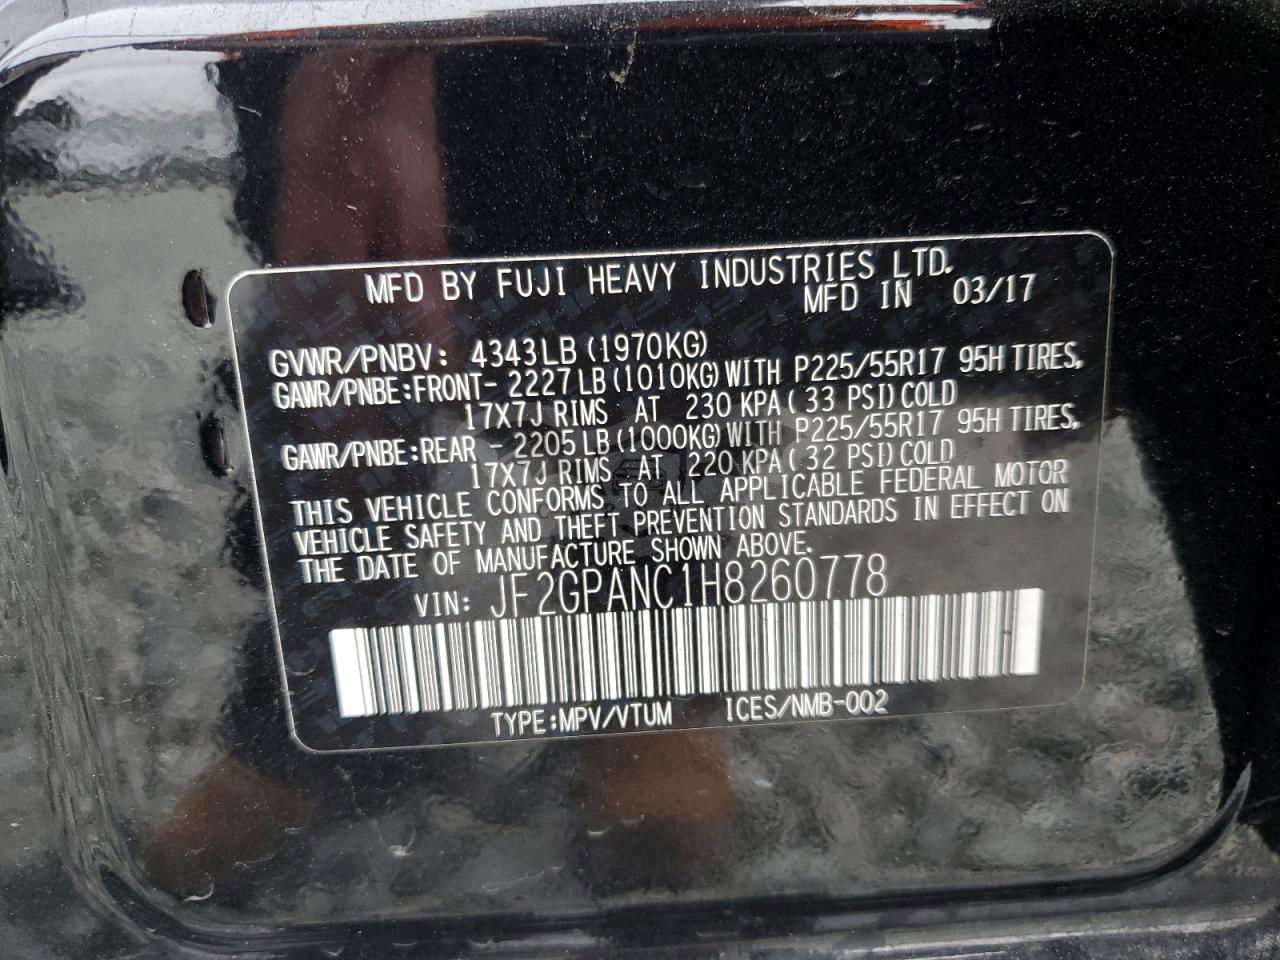 MFD BY FUJI HEAVY INDUSTRIES LTD.
MFD IN 03/17
GVWR/PNBV: 4343LB (1970KG)
GAWR/PNBE:FRONT- 2227LB (1010KG) WITH P225/55R17 95H TIRES,
17X7J RIMS AT 230 KPA (33 PSI) COLD
GAWR/PNBE:REAR - 2205LB (1000KG) WITH P225/55R17 95H TIRES,
17X7J RIMS AT 220 KPA (32 PSI) COLD
THIS VEHICLE CONFORMS TO ALL APPLICABLE FEDERAL MOTOR
VEHICLE SAFETY AND THEFT PREVENTION STANDARDS IN EFFECT ON
THE DATE OF MANUFACTURE SHOWN ABOVE.
VIN: JF2GPANC1H8260778
TYPE:MPV/VTUM ICES/NMB-002